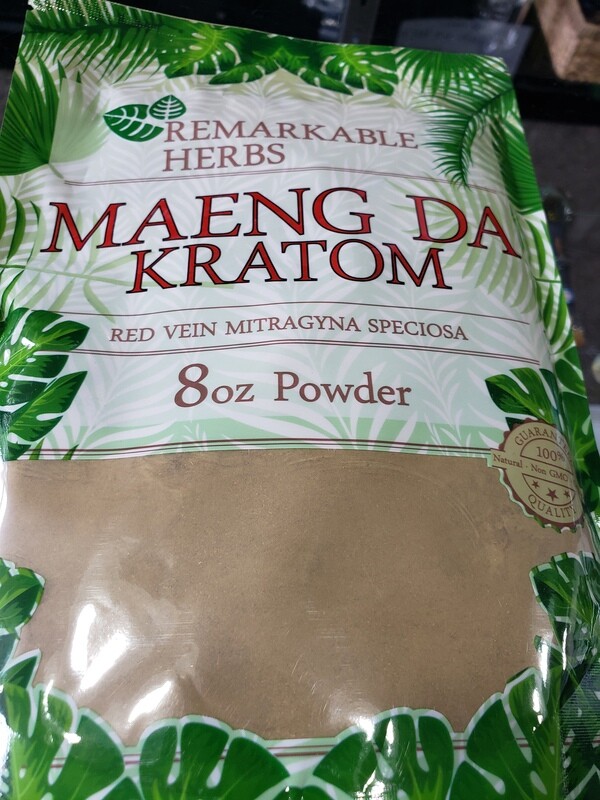 REMARKABLE
HERBS
MAENG DA
KRATOM
RED VEIN MITRAGYNA SPECIOSA
8oz Powder
100%
Natural - Non GMO
QUALITY